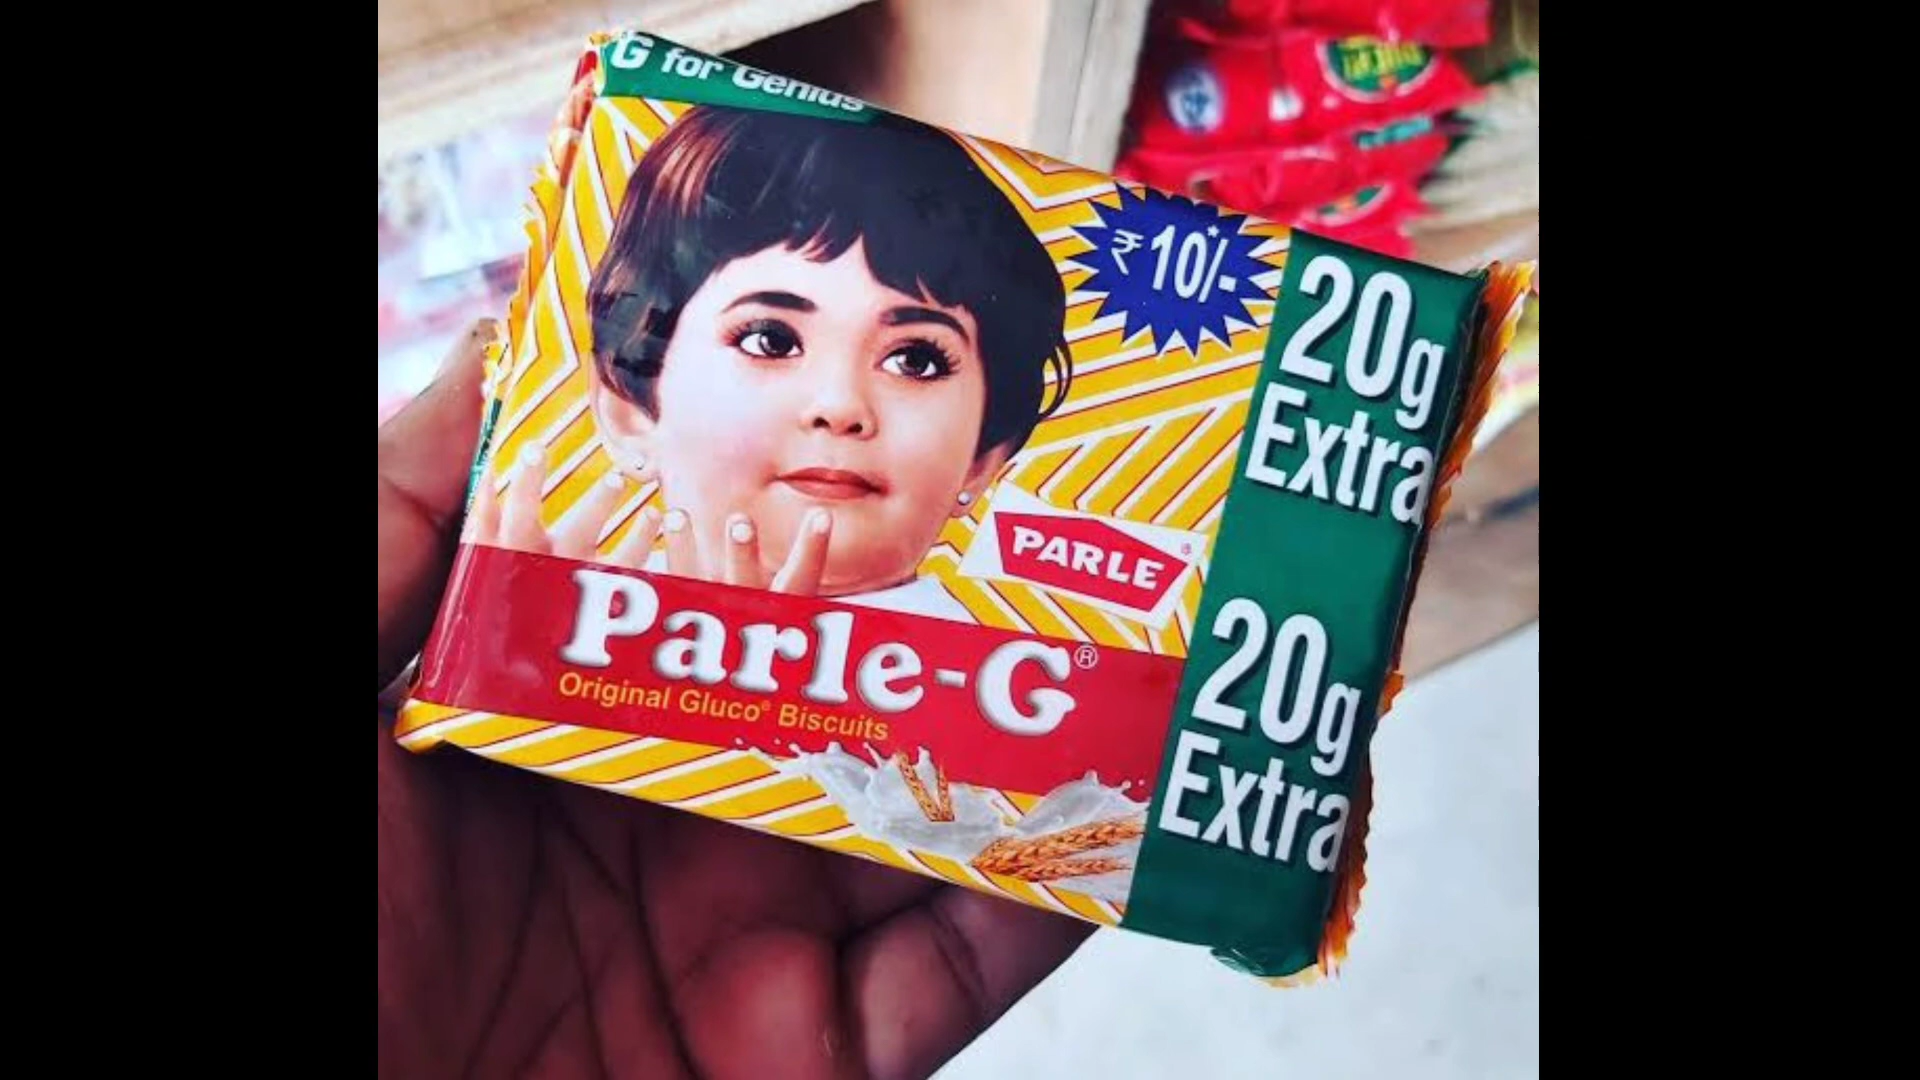 G for Genius
₹10*/-
20g
Extra
PARLE®
Parle-G®
Original Gluco® Biscuits
20g
Extra